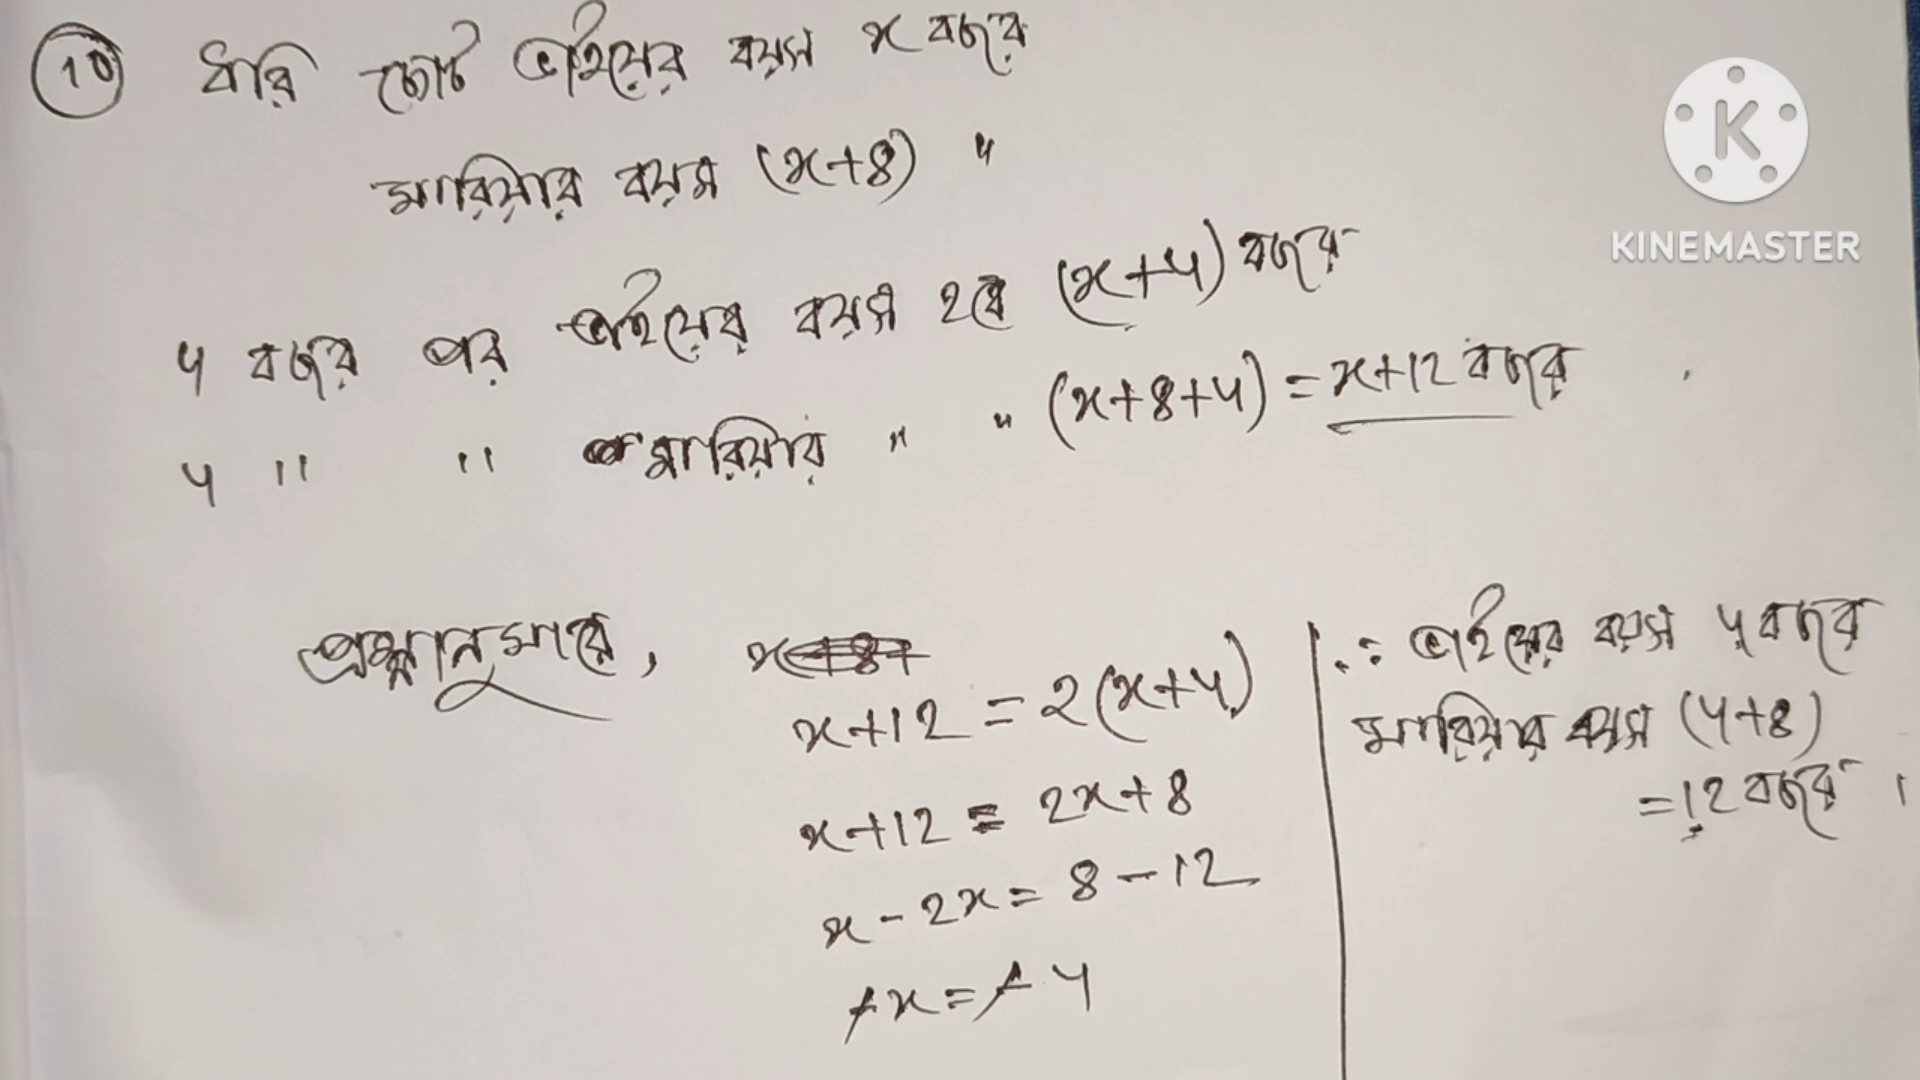 10 ধরি ছোট ভাইয়ের বয়স x বছর
মারিয়ার বয়স (x+8) "
4 বছর পর ভাইয়ের বয়স হবে (x+4) বছর
4 " " মারিয়ার " " (x+8+4) = x+12 বছর
প্রশ্নানুসারে,
x+12 = 2(x+4)
x+12 = 2x+8
x - 2x = 8 - 12
-x = -4
∴ ভাইয়ের বয়স 4 বছর
মারিয়ার বয়স (4+8)
= 12 বছর ।
K
KINEMASTER